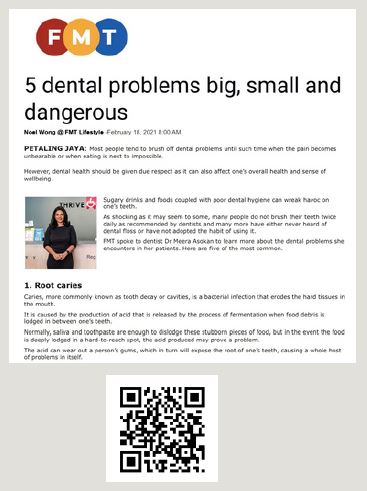 FMT
5 dental problems big, small and
dangerous
Noel Wong @ FMT Lifestyle - February 18, 2021 8:00 AM
PETALING JAYA: Most people tend to brush off dental problems until such time when the pain becomes
unbearable or when eating is next to impossible.
However, dental health should be given due respect as it can also affect one's overall health and sense of
wellbeing.
THRIVE
Sugary drinks and foods coupled with poor dental hygiene can wreak havoc on
one's teeth.
As shocking as it may seem to some, many people do not brush their teeth twice
daily as recommended by dentists and many more have either never heard of
dental floss or have not adopted the habit of using it.
FMT spoke to dentist Dr Meera Asokan to learn more about the dental problems she
encounters in her patients. Here are five of the most common.
1. Root caries
Caries, more commonly known as tooth decay or cavities, is a bacterial infection that erodes the hard tissues in
the mouth.
It is caused by the production of acid that is released by the process of fermentation when food debris is
lodged in between one's teeth.
Normally, saliva and toothpaste are enough to dislodge these stubborn pieces of food, but in the event the food
is deeply lodged in a hard-to-reach spot, the acid produced may prove a problem.
The acid can wear out a person's gums, which in turn will expose the root of one's teeth, causing a whole host
of problems in itself.